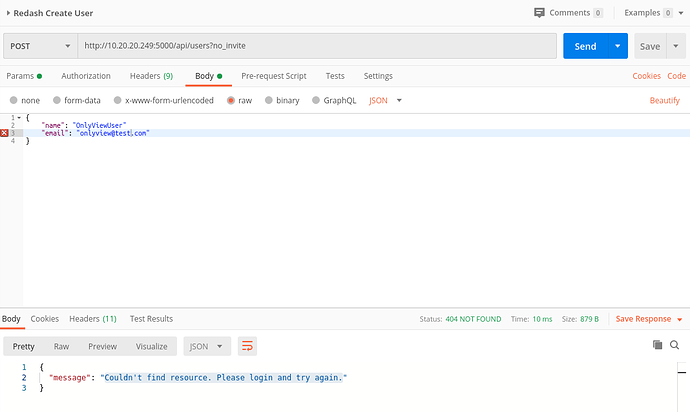 Redash Create User
Comments 0 Examples 0
POST http://10.20.20.249:5000/api/users?no_invite Send Save
Params Authorization Headers (9) Body Pre-request Script Tests Settings Cookies Code
none form-data x-www-form-urlencoded raw binary GraphQL JSON Beautify
1 {
2 "name": "OnlyViewUser"
3 "email": "onlyview@test.com"
4 }
Body Cookies Headers (11) Test Results Status: 404 NOT FOUND Time: 10 ms Size: 879 B Save Response
Pretty Raw Preview Visualize JSON
1 {
2 "message": "Couldn't find resource. Please login and try again."
3 }